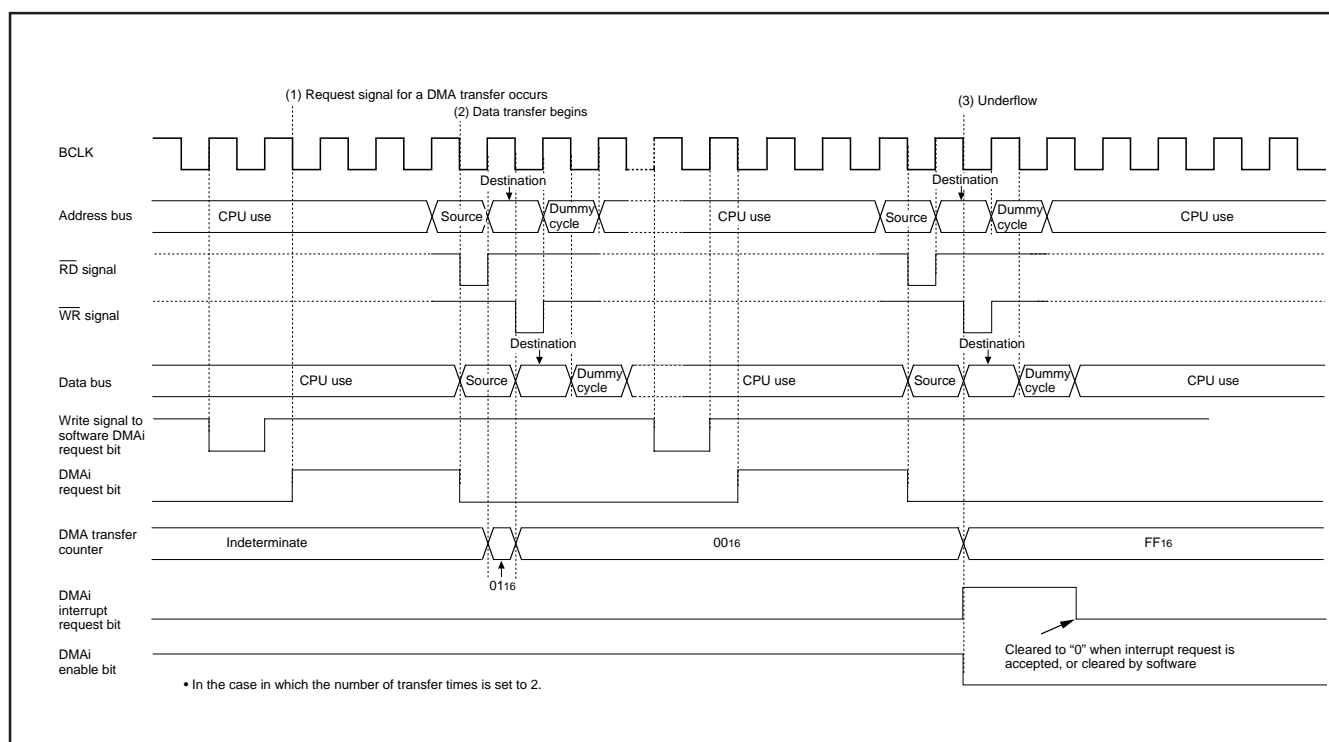 (1) Request signal for a DMA transfer occurs
(2) Data transfer begins
(3) Underflow
BCLK
Destination
Destination
Address bus
CPU use
Source
Dummy
cycle
CPU use
Source
Dummy
cycle
CPU use
RD signal
WR signal
Destination
Destination
Data bus
CPU use
Source
Dummy
cycle
CPU use
Source
Dummy
cycle
CPU use
Write signal to
software DMAi
request bit
DMAi
request bit
DMA transfer
counter
Indeterminate
0116
0016
FF16
DMAi
interrupt
request bit
Cleared to “0” when interrupt request is
accepted, or cleared by software
DMAi
enable bit
• In the case in which the number of transfer times is set to 2.